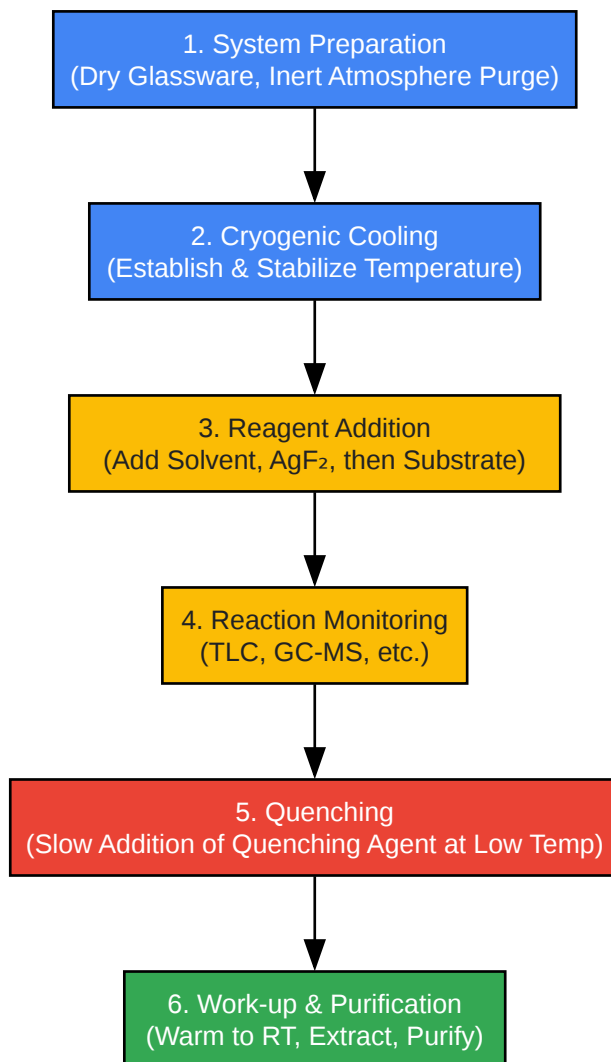 1. System Preparation
(Dry Glassware, Inert Atmosphere Purge)
2. Cryogenic Cooling
(Establish & Stabilize Temperature)
3. Reagent Addition
(Add Solvent, AgF₂, then Substrate)
4. Reaction Monitoring
(TLC, GC-MS, etc.)
5. Quenching
(Slow Addition of Quenching Agent at Low Temp)
6. Work-up & Purification
(Warm to RT, Extract, Purify)